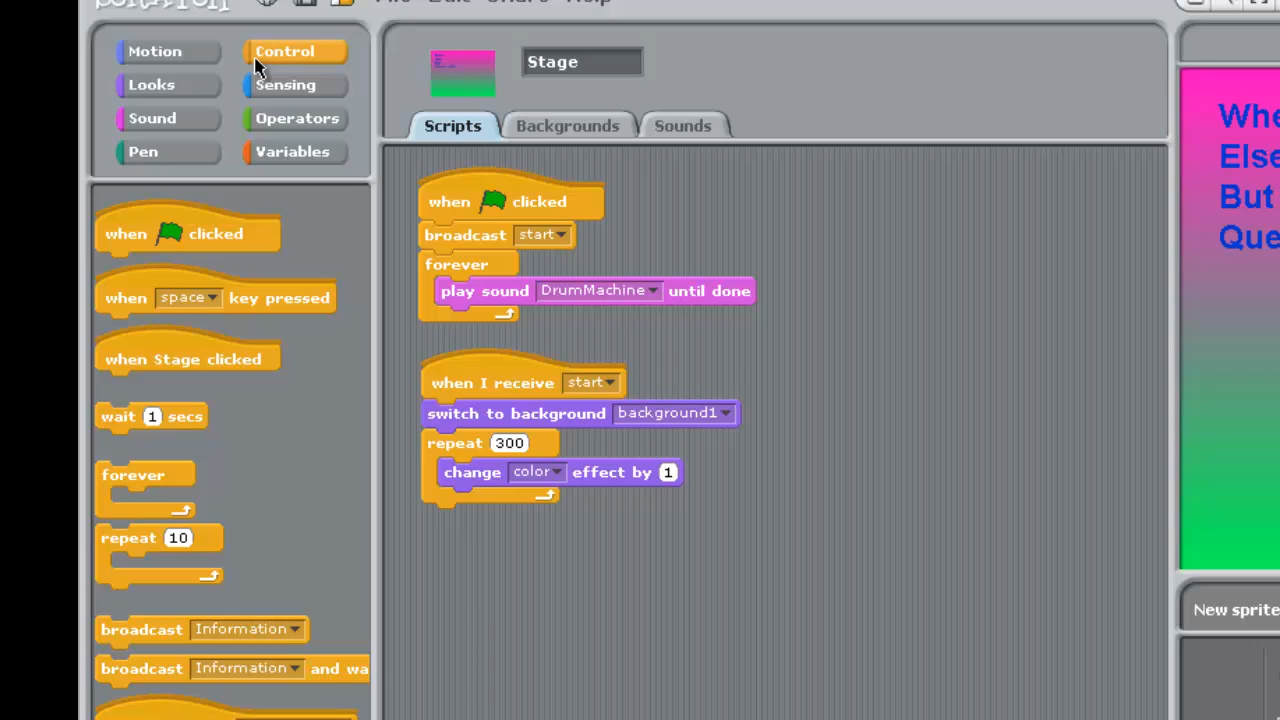 Motion Control
Looks Sensing
Sound Operators
Pen Variables
when clicked
when space key pressed
when Stage clicked
wait 1 secs
forever
repeat 10
broadcast Information
broadcast Information and wa
Stage
Scripts Backgrounds Sounds
when clicked
broadcast start
forever
play sound DrumMachine until done
when I receive start
switch to background background1
repeat 300
change color effect by 1
Whe
Else
But
Que
New sprite